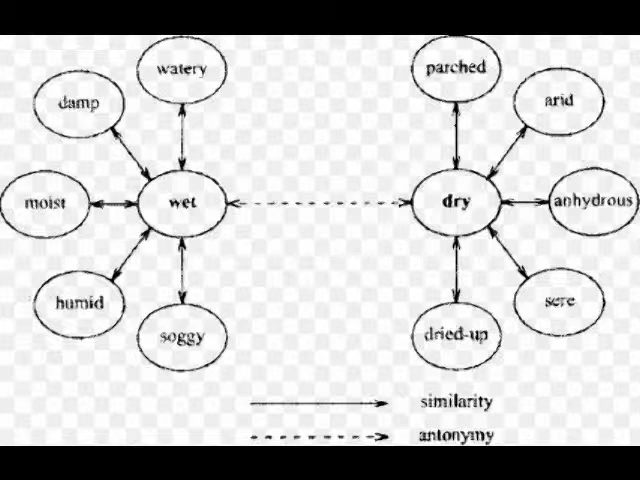 watery
damp
moist
wet
humid
soggy
parched
arid
dry
anhydrous
sere
dried-up
similarity
antonymy